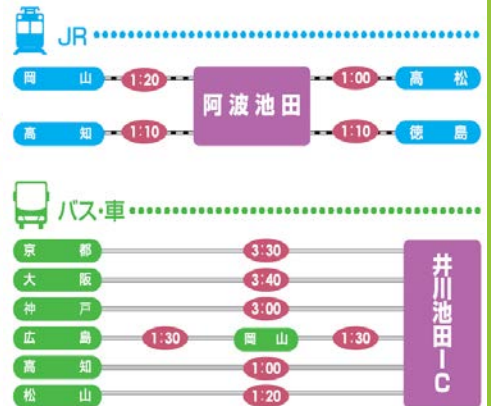 JR
岡山 1:20 阿波池田 1:00 高松
高知 1:10 1:10 徳島
バス・車
京都 3:30 井川池田IC
大阪 3:40
神戸 3:00
広島 1:30 岡山 1:30
高知 1:00
松山 1:20